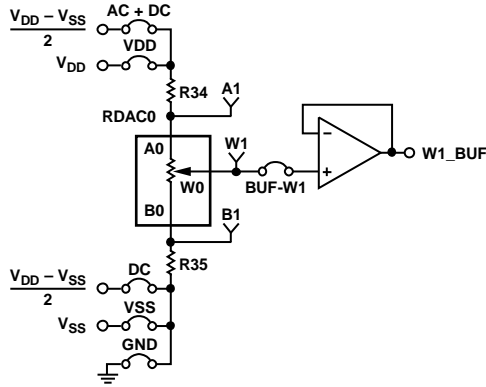 V_DD – V_SS
2
AC + DC
VDD
V_DD
R34
A1
RDAC0
A0
W1
W0
BUF-W1
–
+
W1_BUF
B0
B1
R35
V_DD – V_SS
2
DC
VSS
V_SS
GND